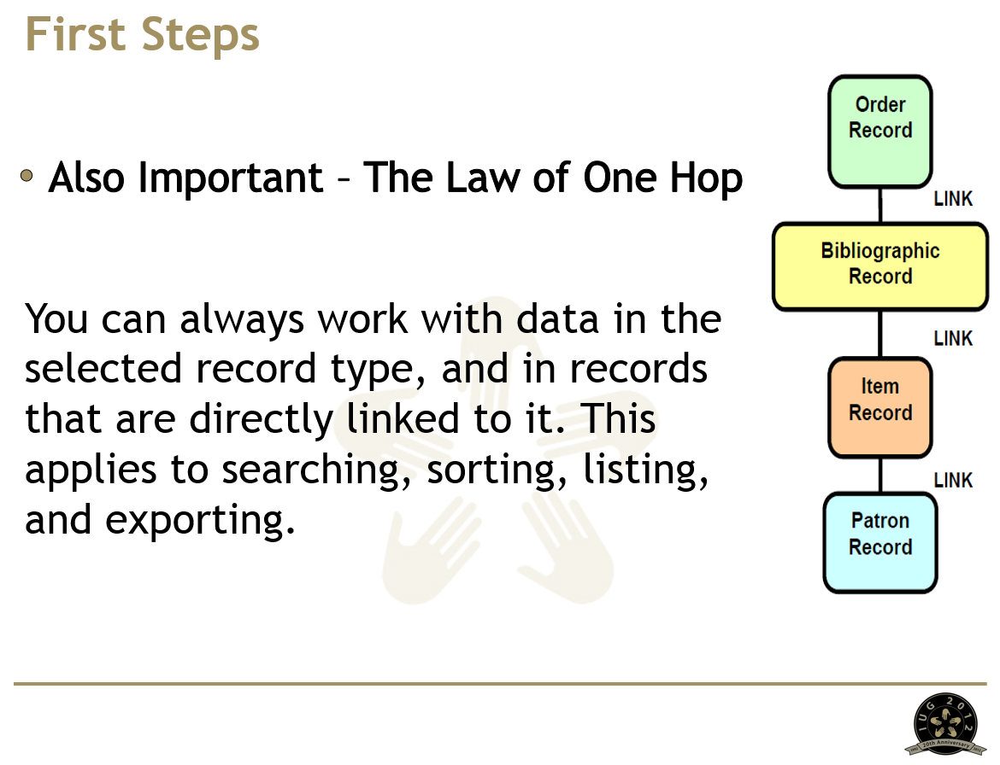 First Steps
• Also Important – The Law of One Hop
You can always work with data in the
selected record type, and in records
that are directly linked to it. This
applies to searching, sorting, listing,
and exporting.
Order
Record
LINK
Bibliographic
Record
LINK
Item
Record
LINK
Patron
Record
IUG 2012
20th Anniversary